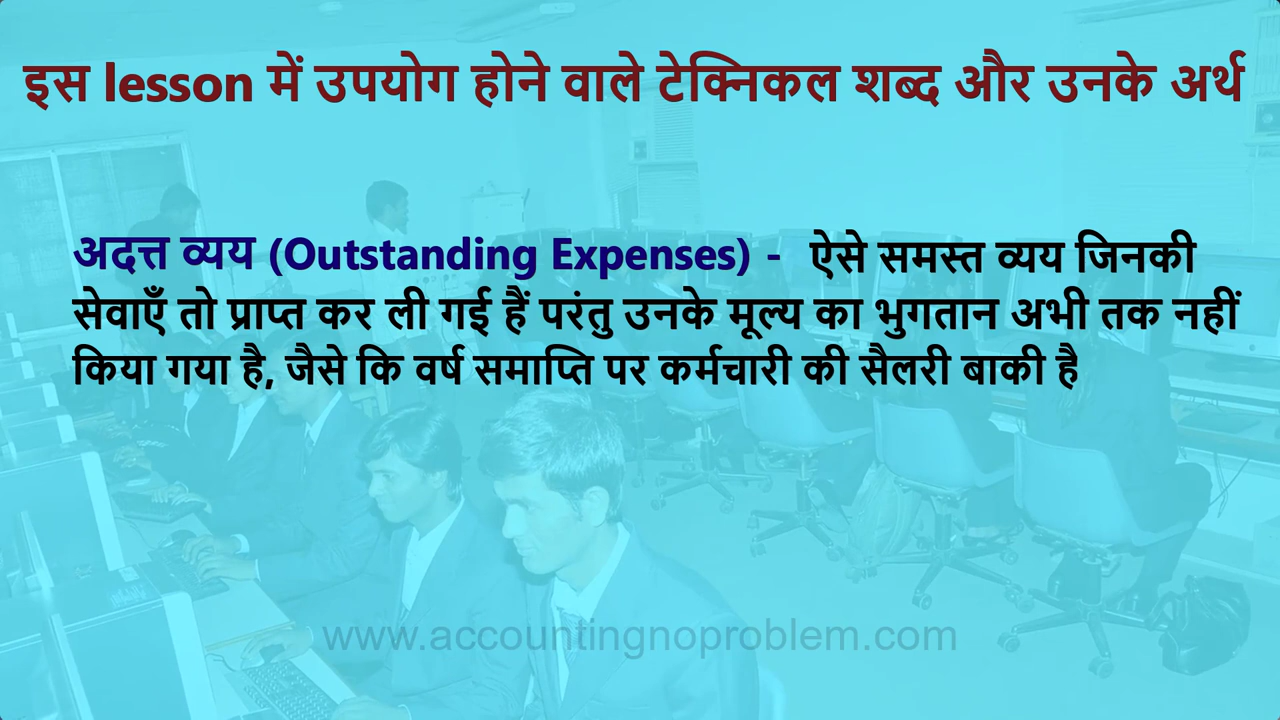 इस lesson में उपयोग होने वाले टेक्निकल शब्द और उनके अर्थ
अदत्त व्यय (Outstanding Expenses) - ऐसे समस्त व्यय जिनकी
सेवाएँ तो प्राप्त कर ली गई हैं परंतु उनके मूल्य का भुगतान अभी तक नहीं
किया गया है, जैसे कि वर्ष समाप्ति पर कर्मचारी की सैलरी बाकी है
www.accountingnoproblem.com